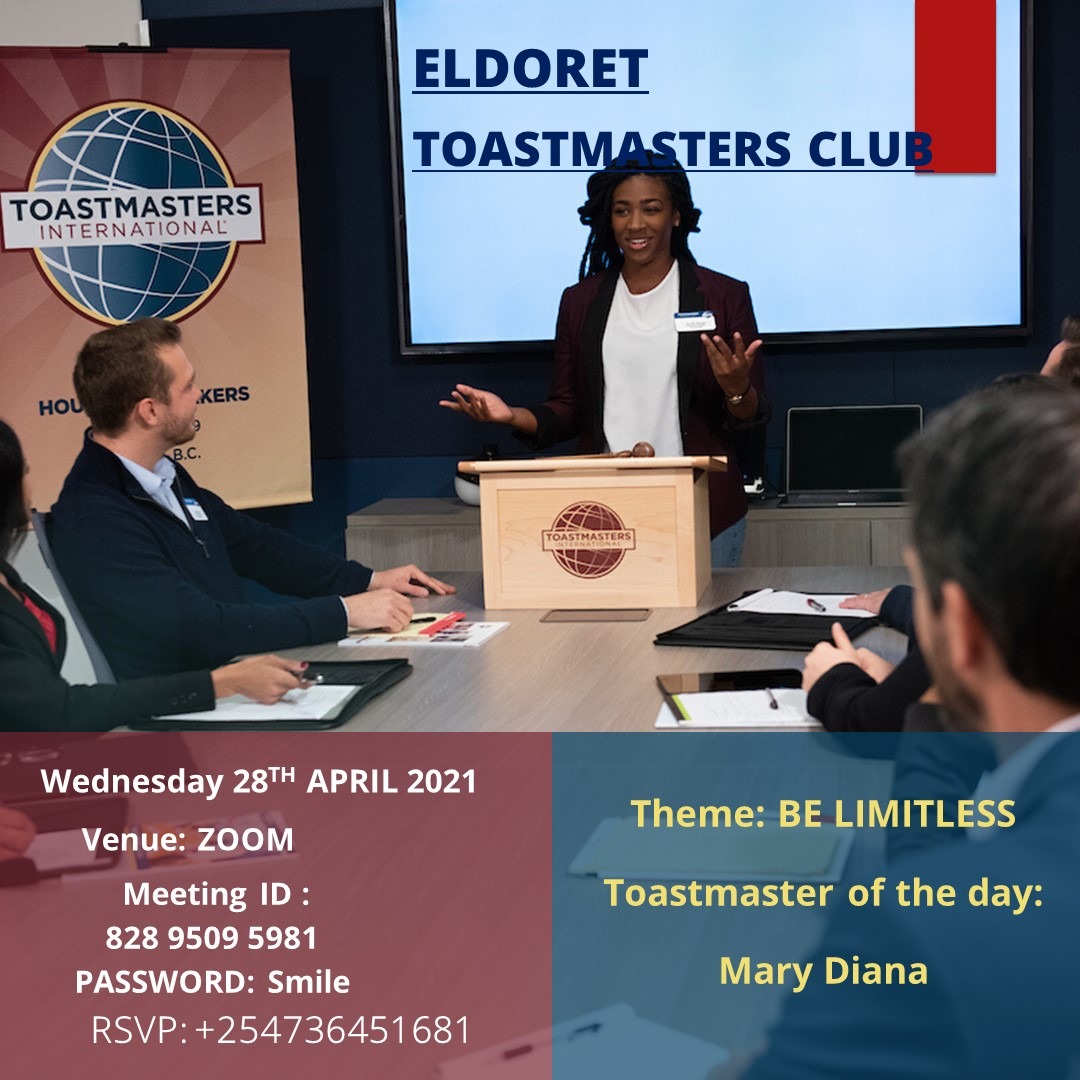 ELDORET
TOASTMASTERS CLUB
TOASTMASTERS
INTERNATIONAL
B.C.
TOASTMASTERS
INTERNATIONAL
Wednesday 28TH APRIL 2021
Venue: ZOOM
Meeting ID :
828 9509 5981
PASSWORD: Smile
RSVP: +254736451681
Theme: BE LIMITLESS
Toastmaster of the day:
Mary Diana